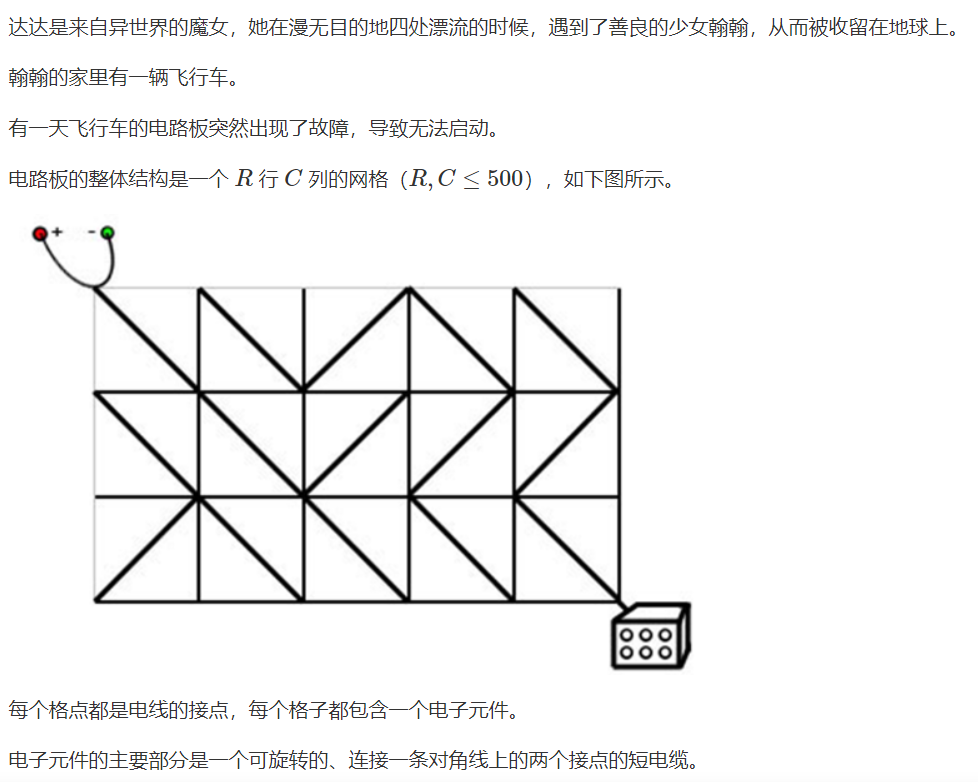 达达是来自异世界的魔女，她在漫无目的地四处漂流的时候，遇到了善良的少女翰翰，从而被收留在地球上。
翰翰的家里有一辆飞行车。
有一天飞行车的电路板突然出现了故障，导致无法启动。
电路板的整体结构是一个 R 行 C 列的网格（R, C ≤ 500），如下图所示。
+ -
每个格点都是电线的接点，每个格子都包含一个电子元件。
电子元件的主要部分是一个可旋转的、连接一条对角线上的两个接点的短电缆。